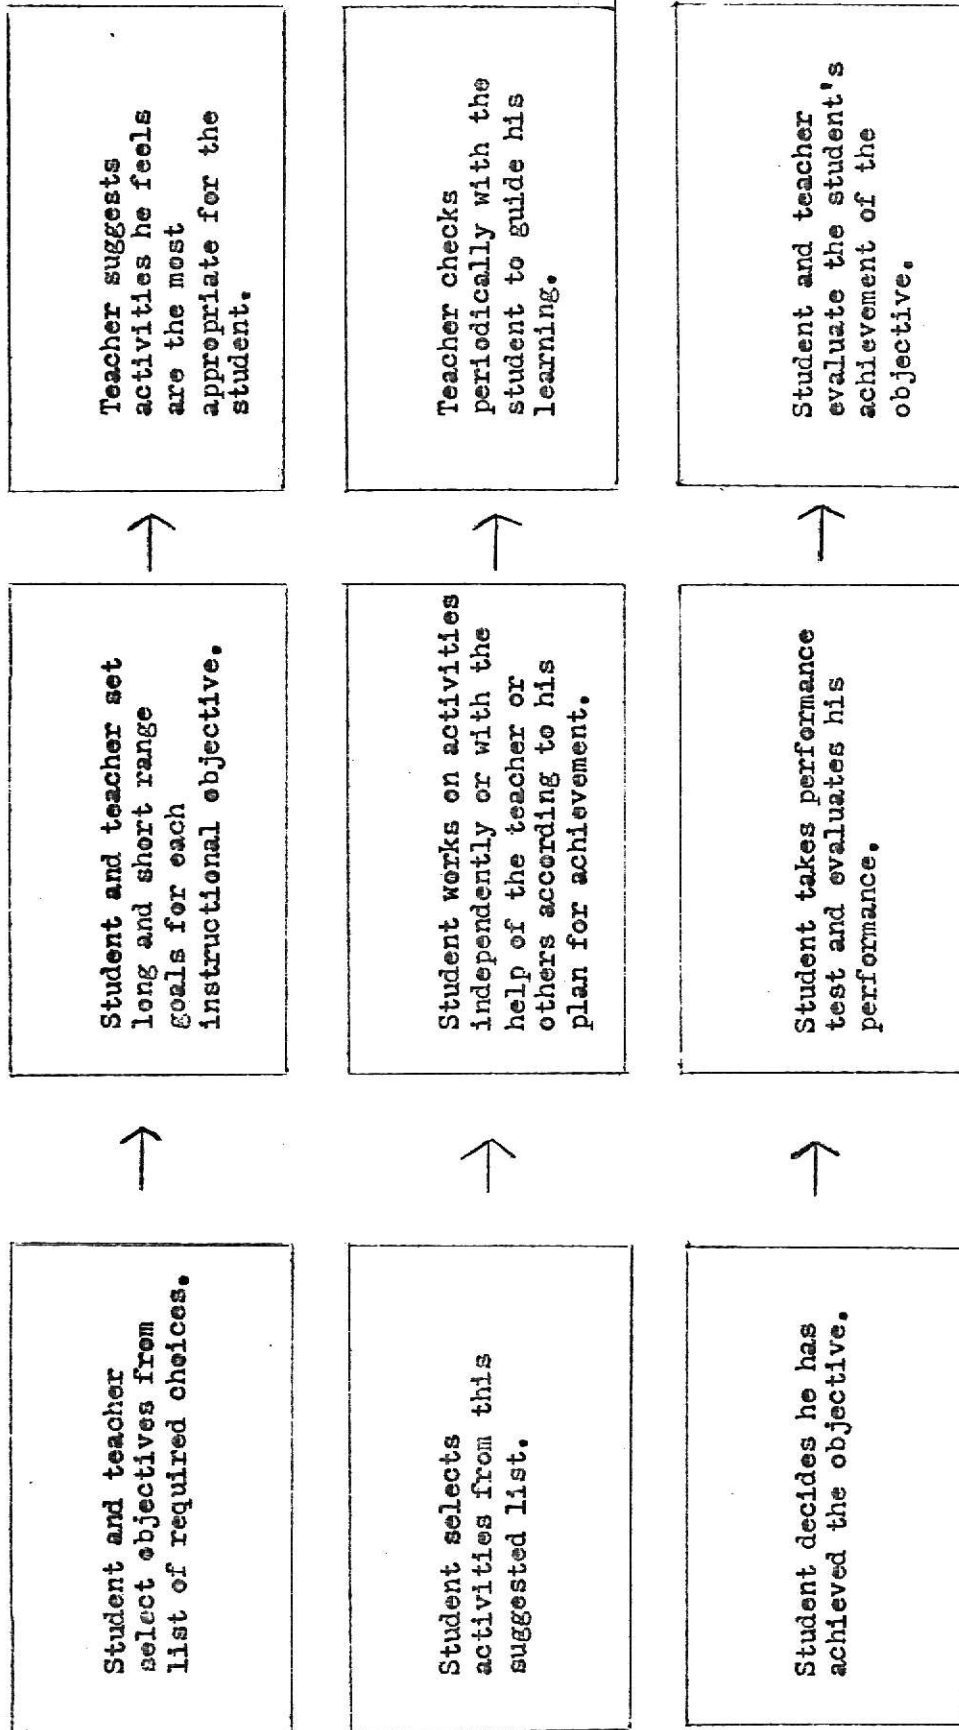 Student and teacher
select objectives from
list of required choices.
Student and teacher set
long and short range
goals for each
instructional objective.
Teacher suggests
activities he feels
are the most
appropriate for the
student.
Student selects
activities from this
suggested list.
Student works on activities
independently or with the
help of the teacher or
others according to his
plan for achievement.
Teacher checks
periodically with the
student to guide his
learning.
Student decides he has
achieved the objective.
Student takes performance
test and evaluates his
performance.
Student and teacher
evaluate the student's
achievement of the
objective.